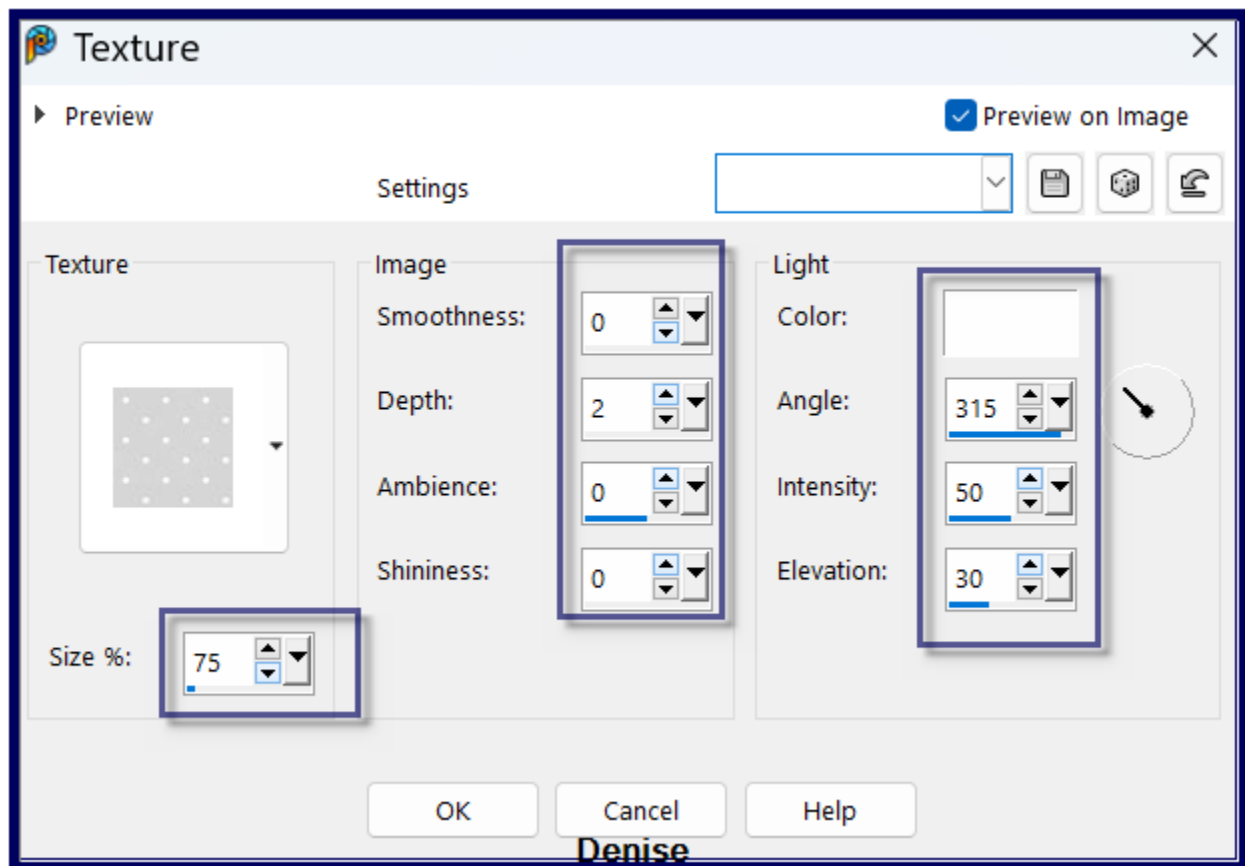 Texture
Preview
Preview on Image
Settings
Texture
Size %: 75
Image
Smoothness: 0
Depth: 2
Ambience: 0
Shininess: 0
Light
Color:
Angle: 315
Intensity: 50
Elevation: 30
OK Cancel Help
Denise